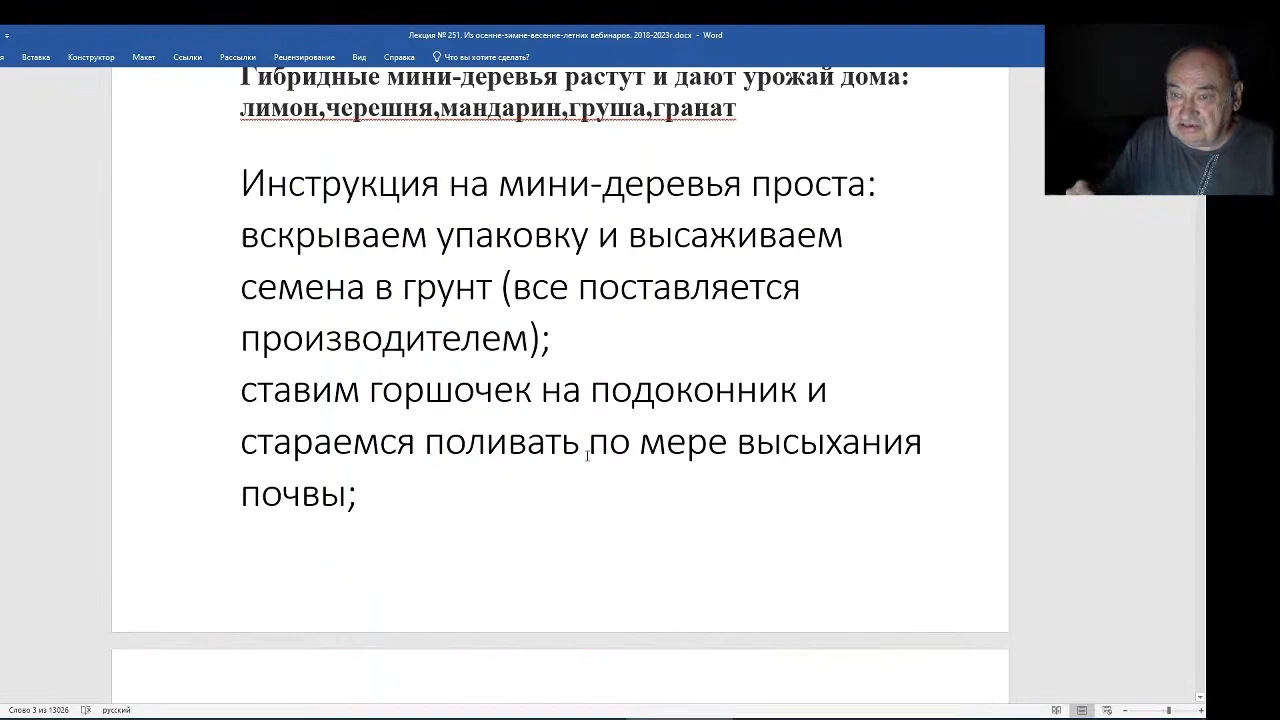 Лекция № 251. Из осенне-зимне-весенне-летних вебинаров. 2018-2023г.docx - Word
Вставка Конструктор Макет Ссылки Рассылки Рецензирование Вид Справка Что вы хотите сделать?
Гибридные мини-деревья растут и дают урожай дома:
лимон,черешня,мандарин,груша,гранат
Инструкция на мини-деревья проста:
вскрываем упаковку и высаживаем
семена в грунт (все поставляется
производителем);
ставим горшочек на подоконник и
стараемся поливать по мере высыхания
почвы;
Слово 3 из 13026 русский